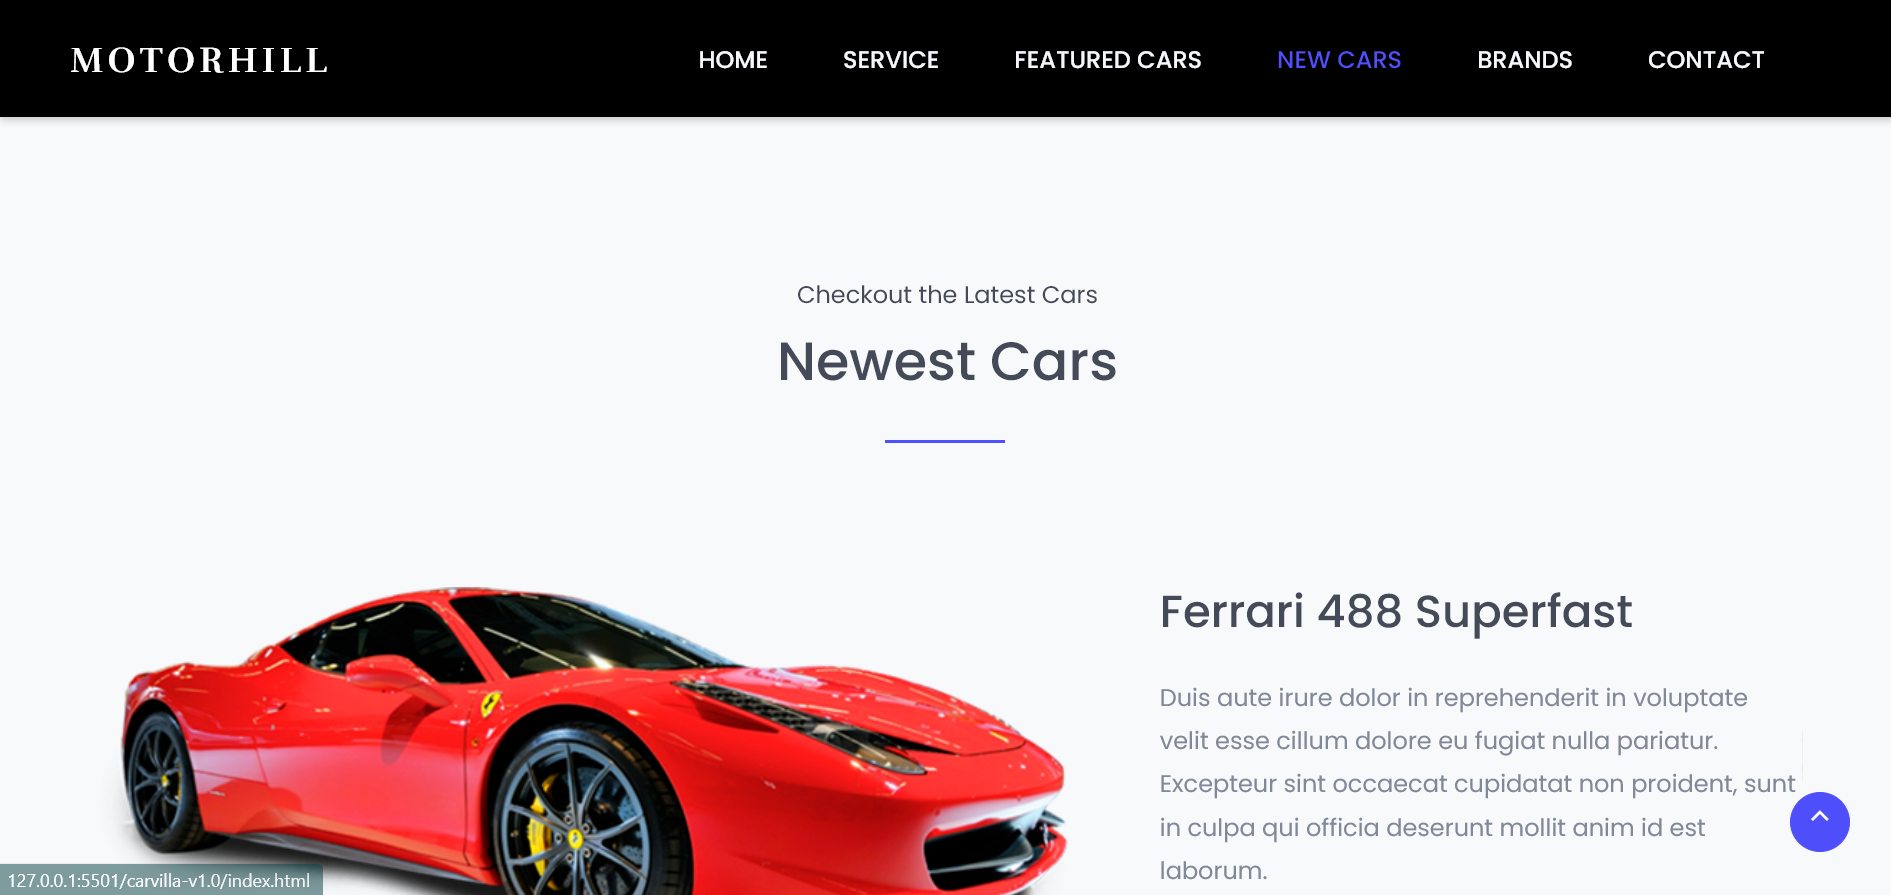 MOTORHILL
HOME
SERVICE
FEATURED CARS
NEW CARS
BRANDS
CONTACT
Checkout the Latest Cars
Newest Cars
Ferrari 488 Superfast
Duis aute irure dolor in reprehenderit in voluptate
velit esse cillum dolore eu fugiat nulla pariatur.
Excepteur sint occaecat cupidatat non proident, sunt
in culpa qui officia deserunt mollit anim id est
laborum.
127.0.0.1:5501/carvilla-v1.0/index.html